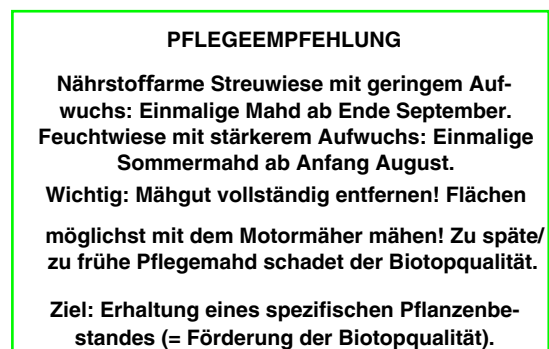 PFLEGEEMPFEHLUNG
Nährstoffarme Streuwiese mit geringem Auf-
wuchs: Einmalige Mahd ab Ende September.
Feuchtwiese mit stärkerem Aufwuchs: Einmalige
Sommermahd ab Anfang August.
Wichtig: Mähgut vollständig entfernen! Flächen
möglichst mit dem Motormäher mähen! Zu späte/
zu frühe Pflegemahd schadet der Biotopqualität.
Ziel: Erhaltung eines spezifischen Pflanzenbe-
standes (= Förderung der Biotopqualität).